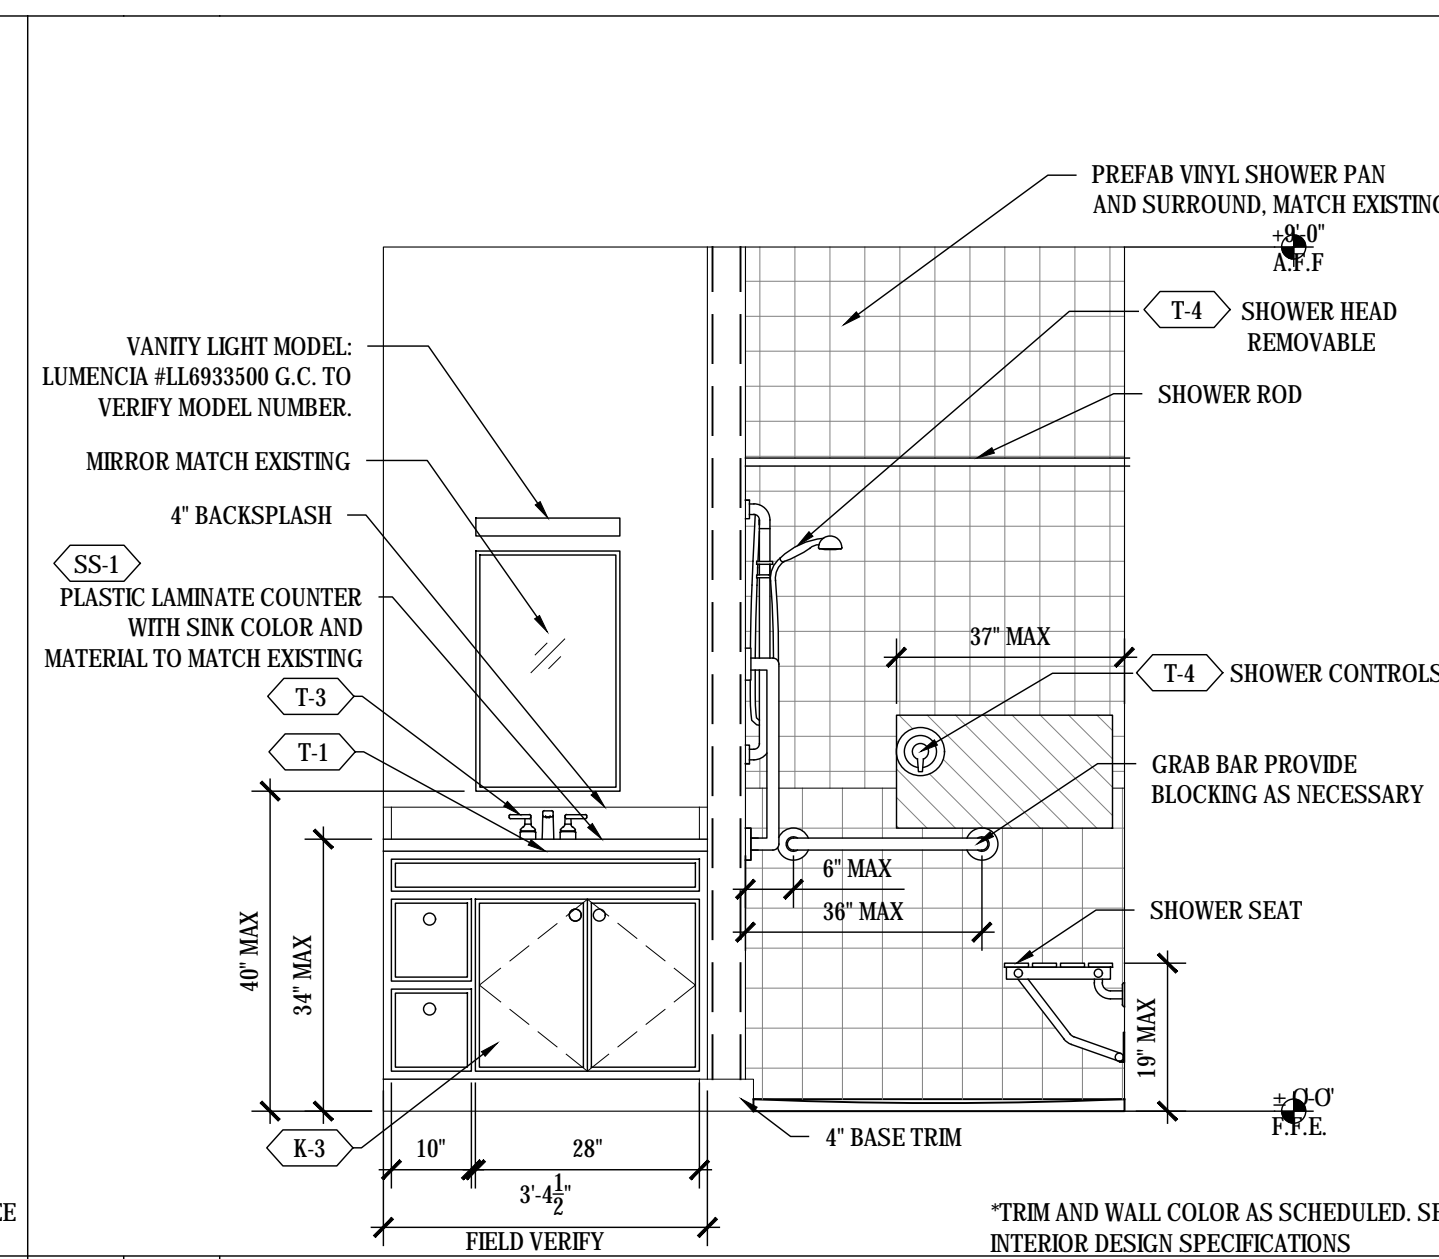 PREFAB VINYL SHOWER PAN
AND SURROUND, MATCH EXISTING
+9'-0"
A.F.F
T-4 SHOWER HEAD
REMOVABLE
SHOWER ROD
VANITY LIGHT MODEL:
LUMENCIA #LL6933500 G.C. TO
VERIFY MODEL NUMBER.
MIRROR MATCH EXISTING
4" BACKSPLASH
SS-1
PLASTIC LAMINATE COUNTER
WITH SINK COLOR AND
MATERIAL TO MATCH EXISTING
T-3
T-1
37" MAX
T-4 SHOWER CONTROLS
GRAB BAR PROVIDE
BLOCKING AS NECESSARY
6" MAX
36" MAX
SHOWER SEAT
40" MAX
34" MAX
19" MAX
± 0'-0"
F.F.E.
4" BASE TRIM
K-3
10"
28"
3'-4 1/2"
FIELD VERIFY
*TRIM AND WALL COLOR AS SCHEDULED. SE
INTERIOR DESIGN SPECIFICATIONS